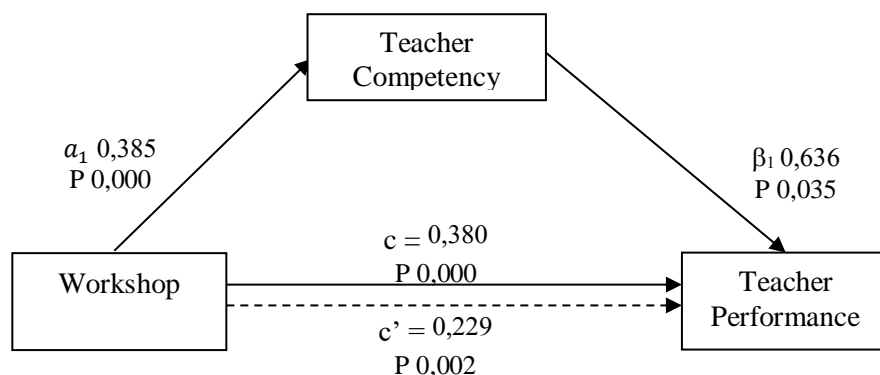 Teacher
Competency
𝑎₁ 0,385
P 0,000
β₁ 0,636
P 0,035
c = 0,380
P 0,000
Workshop
Teacher
Performance
c’ = 0,229
P 0,002